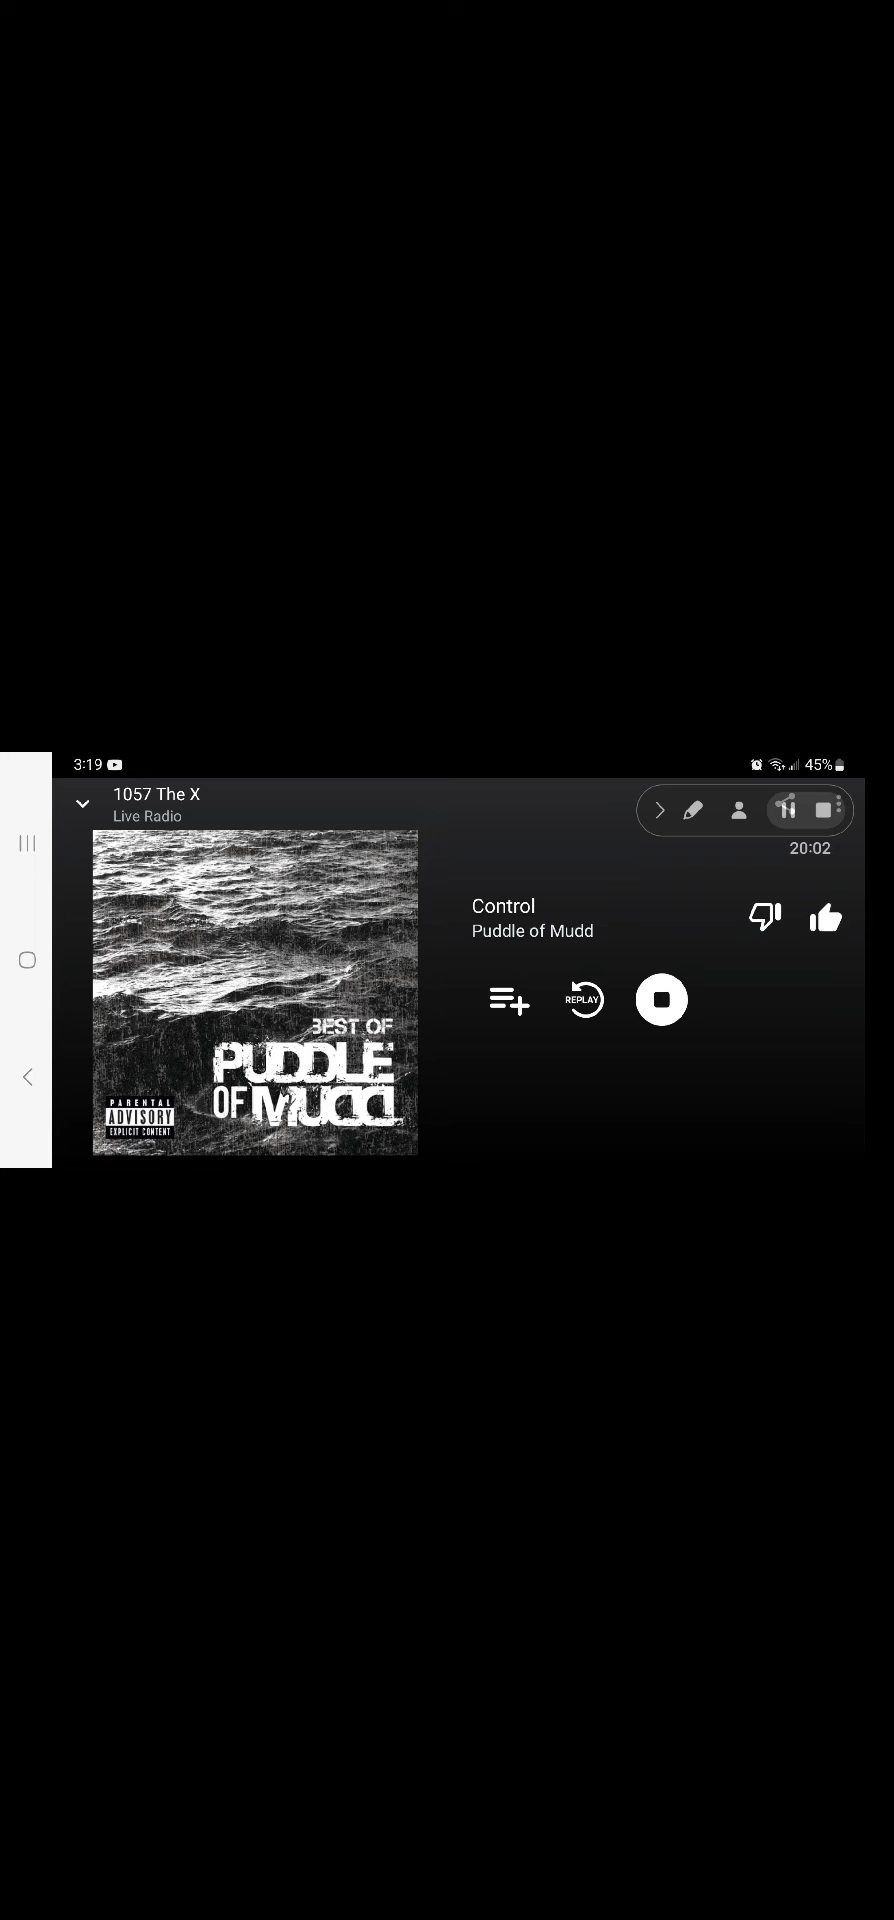 3:19
45%
1057 The X
Live Radio
20:02
Control
Puddle of Mudd
REPLAY
BEST OF
PUDDLE
OF MUDD
PARENTAL
ADVISORY
EXPLICIT CONTENT